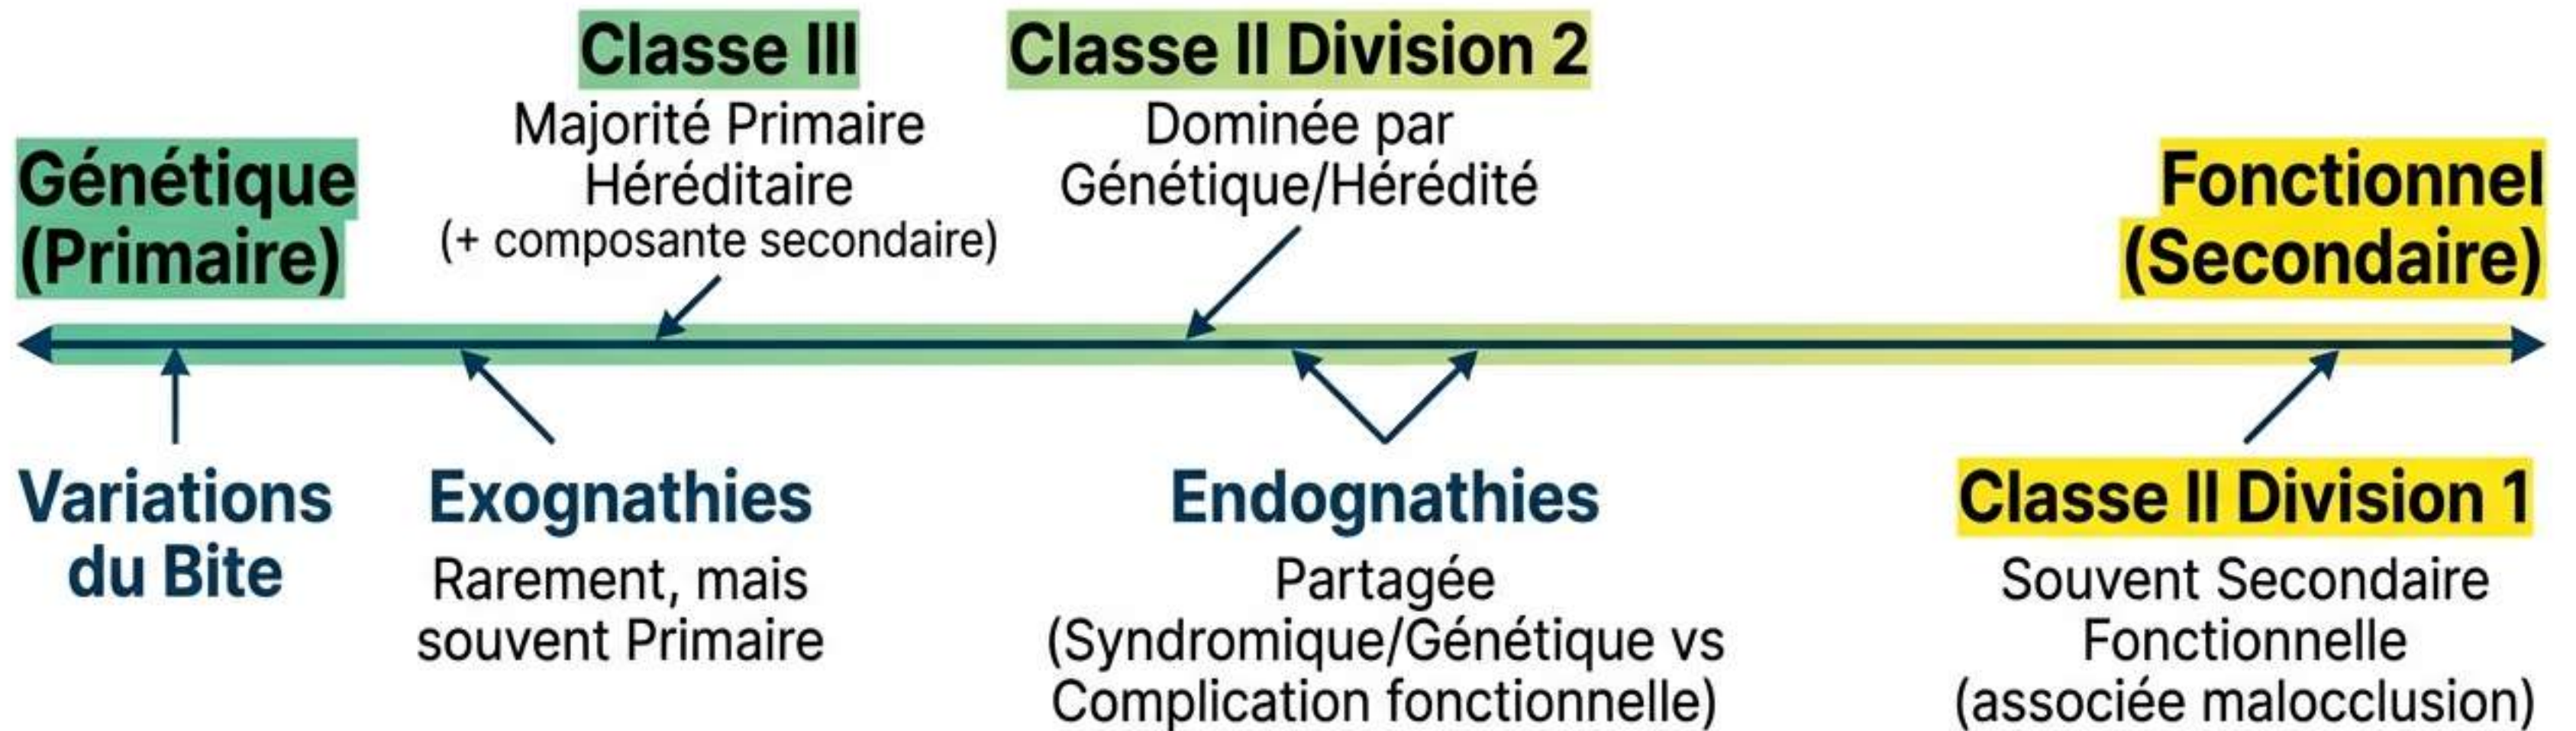 Classe III
Majorité Primaire
Héréditaire
(+ composante secondaire)
Classe II Division 2
Dominée par
Génétique/Hérédité
Génétique
(Primaire)
Fonctionnel
(Secondaire)
Variations
du Bite
Exognathies
Rarement, mais
souvent Primaire
Endognathies
Partagée
(Syndromique/Génétique vs
Complication fonctionnelle)
Classe II Division 1
Souvent Secondaire
Fonctionnelle
(associée malocclusion)